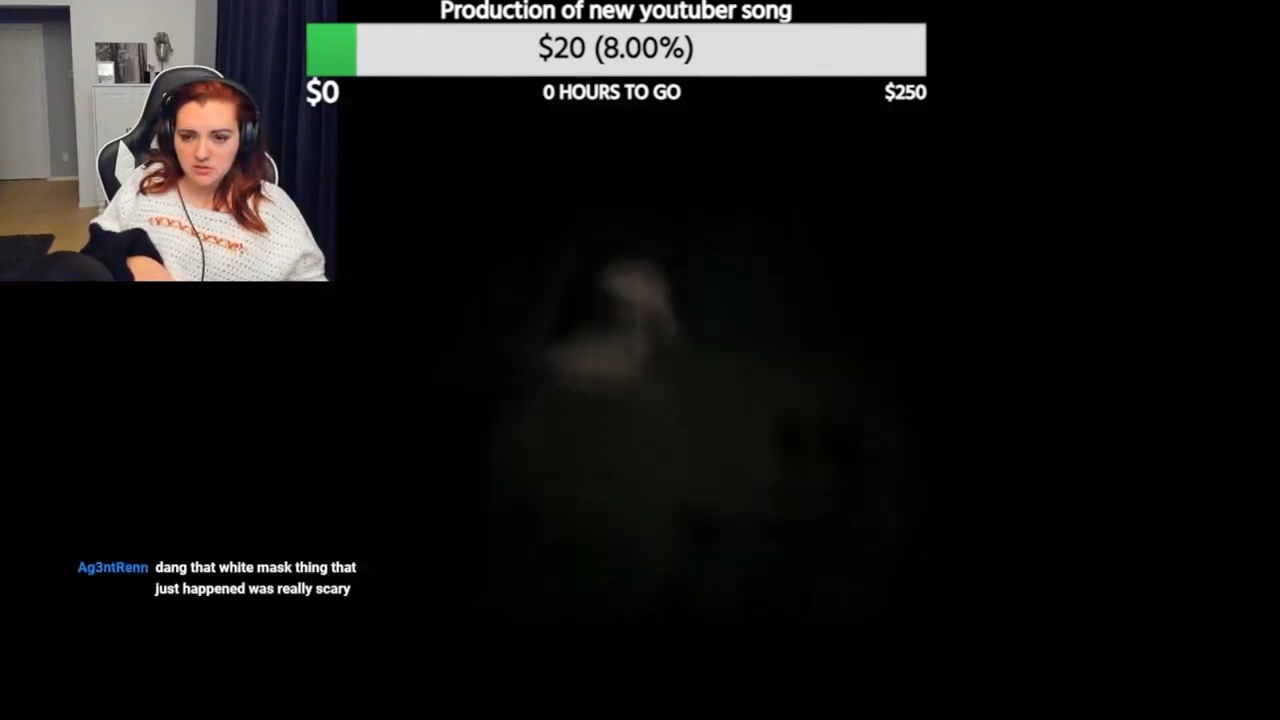 Production of new youtuber song
$20 (8.00%)
$0 0 HOURS TO GO $250
Ag3ntRenn dang that white mask thing that
just happened was really scary